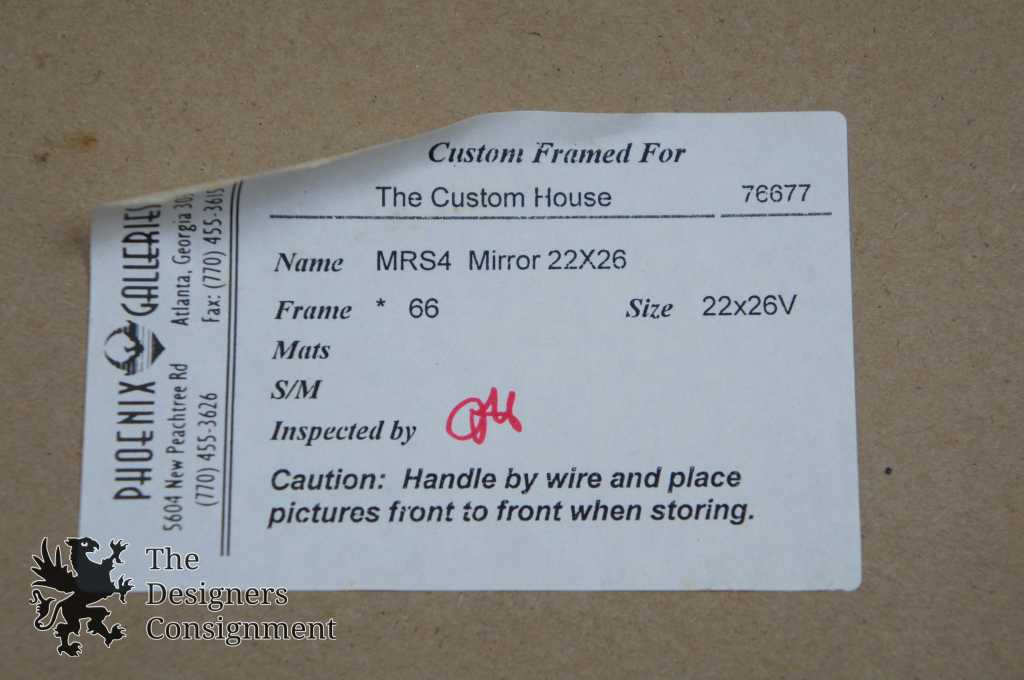 Custom Framed For
The Custom House 76677
Name MRS4 Mirror 22X26
Frame * 66 Size 22x26V
Mats
S/M
Inspected by
Caution: Handle by wire and place
pictures front to front when storing.
PHOENIX GALLERIES
5604 New Peachtree Rd Atlanta, Georgia
(770) 455-3626 Fax: (770) 455-3615
The
Designers
Consignment